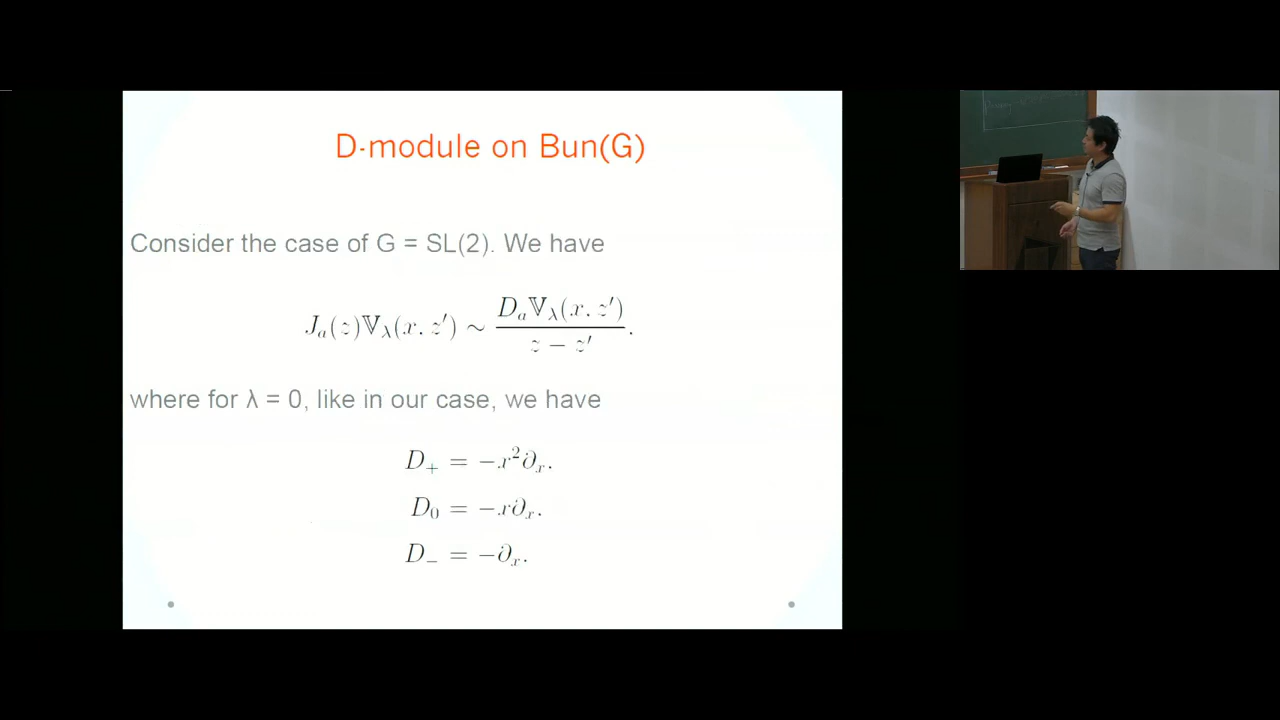 D-module on Bun(G)
Consider the case of G = SL(2). We have
J_a(z)𝕍_λ(x, z′) ∼ D_a𝕍_λ(x, z′) / (z − z′),
where for λ = 0, like in our case, we have
D_+ = −x²∂_x,
D_0 = −x∂_x,
D_− = −∂_x.